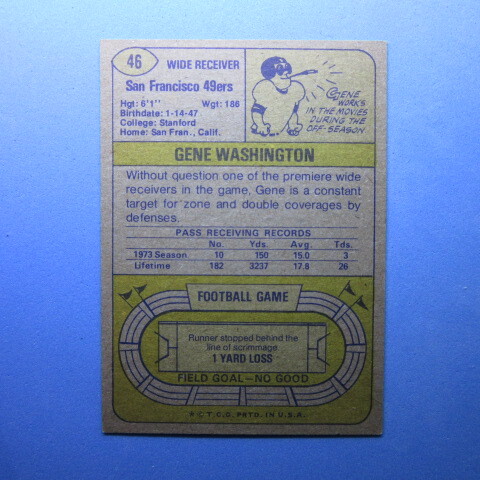 46
WIDE RECEIVER
San Francisco 49ers
Hgt: 6'1" Wgt: 188
Birthdate: 1-14-47
College: Stanford
Home: San Fran., Calif.
GENE
WORKS
IN THE MOVIES
DURING THE
OFF-SEASON
GENE WASHINGTON
Without question one of the premiere wide
receivers in the game, Gene is a constant
target for zone and double coverages by
defenses.
PASS RECEIVING RECORDS
No. Yds. Avg. Tds.
1973 Season 10 150 15.0 3
Lifetime 182 3237 17.8 26
FOOTBALL GAME
Runner stopped behind the
line of scrimmage
1 YARD LOSS
FIELD GOAL—NO GOOD
© T.C.G. PRTD. IN U.S.A.